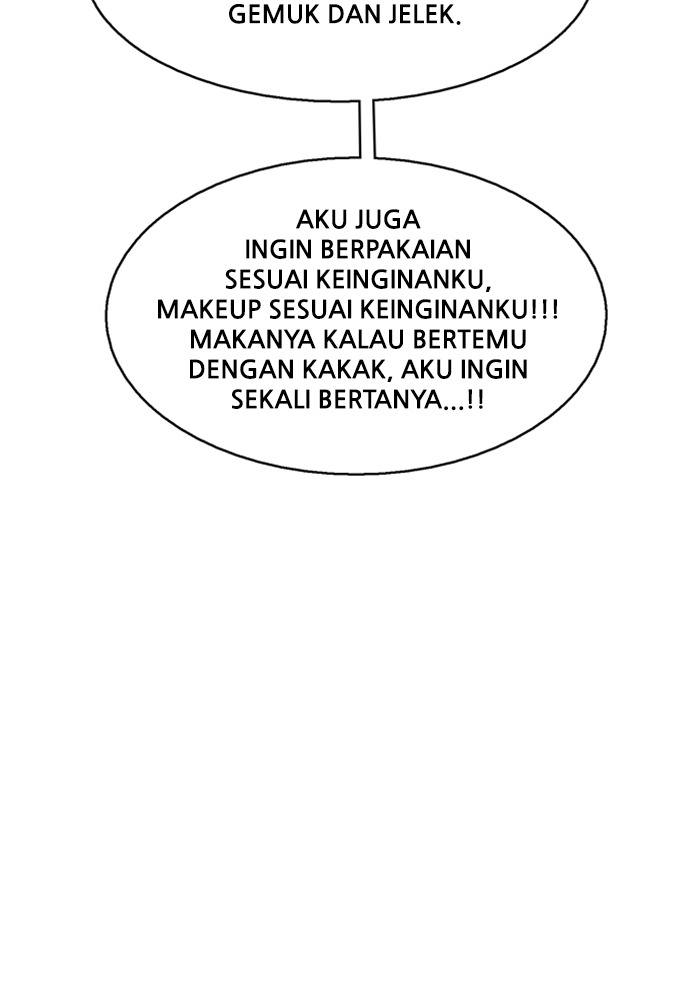 GEMUK DAN JELEK.
AKU JUGA
INGIN BERPAKAIAN
SESUAI KEINGINANKU,
MAKEUP SESUAI KEINGINANKU!!!
MAKANYA KALAU BERTEMU
DENGAN KAKAK, AKU INGIN
SEKALI BERTANYA...!!